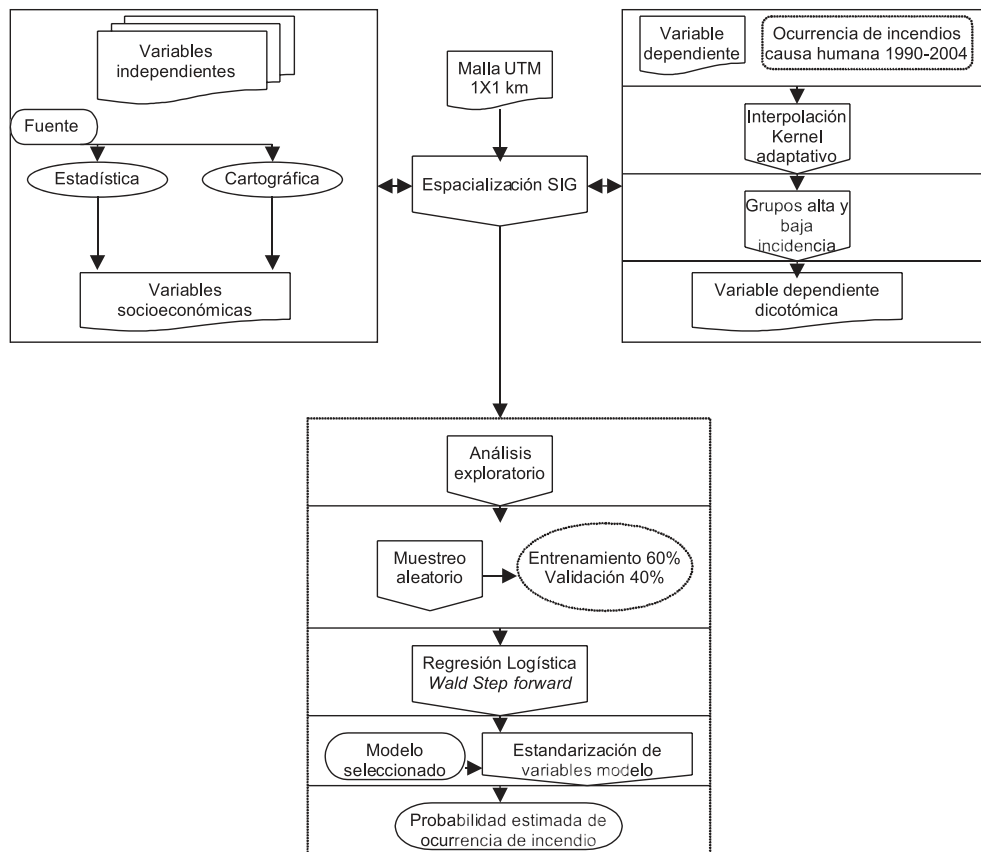 Variables
independientes
Fuente
Estadística
Cartográfica
Variables
socioeconómicas
Malla UTM
1X1 km
Espacialización SIG
Variable
dependiente
Ocurrencia de incendios
causa humana 1990-2004
Interpolación
Kernel
adaptativo
Grupos alta y
baja
incidencia
Variable dependiente
dicotómica
Análisis
exploratorio
Muestreo
aleatorio
Entrenamiento 60%
Validación 40%
Regresión Logística
Wald Step forward
Modelo
seleccionado
Estandarización de
variables modelo
Probabilidad estimada de
ocurrencia de incendio